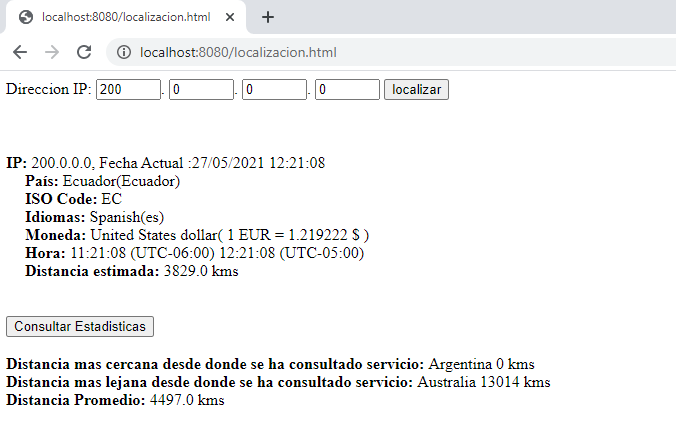 localhost:8080/localizacion.html
localhost:8080/localizacion.html
Direccion IP: 200. 0. 0. 0 localizar
IP: 200.0.0.0, Fecha Actual :27/05/2021 12:21:08
País: Ecuador(Ecuador)
ISO Code: EC
Idiomas: Spanish(es)
Moneda: United States dollar( 1 EUR = 1.219222 $ )
Hora: 11:21:08 (UTC-06:00) 12:21:08 (UTC-05:00)
Distancia estimada: 3829.0 kms
Consultar Estadisticas
Distancia mas cercana desde donde se ha consultado servicio: Argentina 0 kms
Distancia mas lejana desde donde se ha consultado servicio: Australia 13014 kms
Distancia Promedio: 4497.0 kms